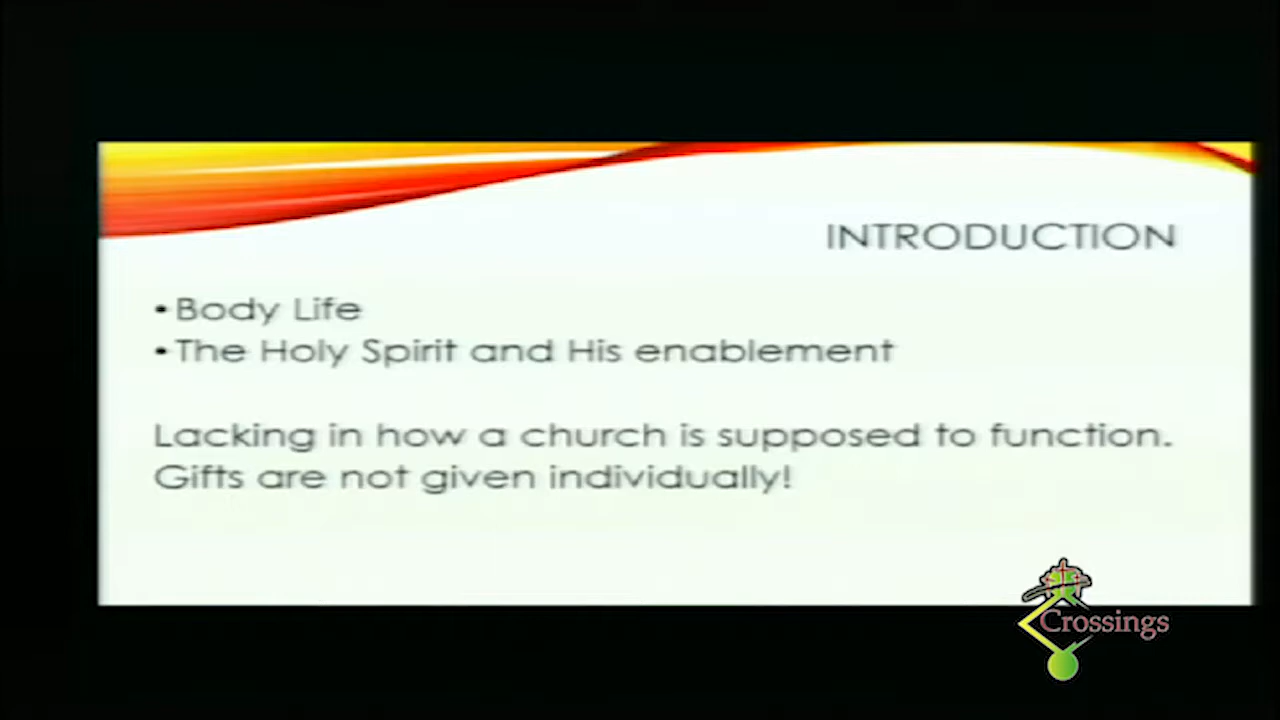 INTRODUCTION
• Body Life
• The Holy Spirit and His enablement
Lacking in how a church is supposed to function.
Gifts are not given individually!
Crossings